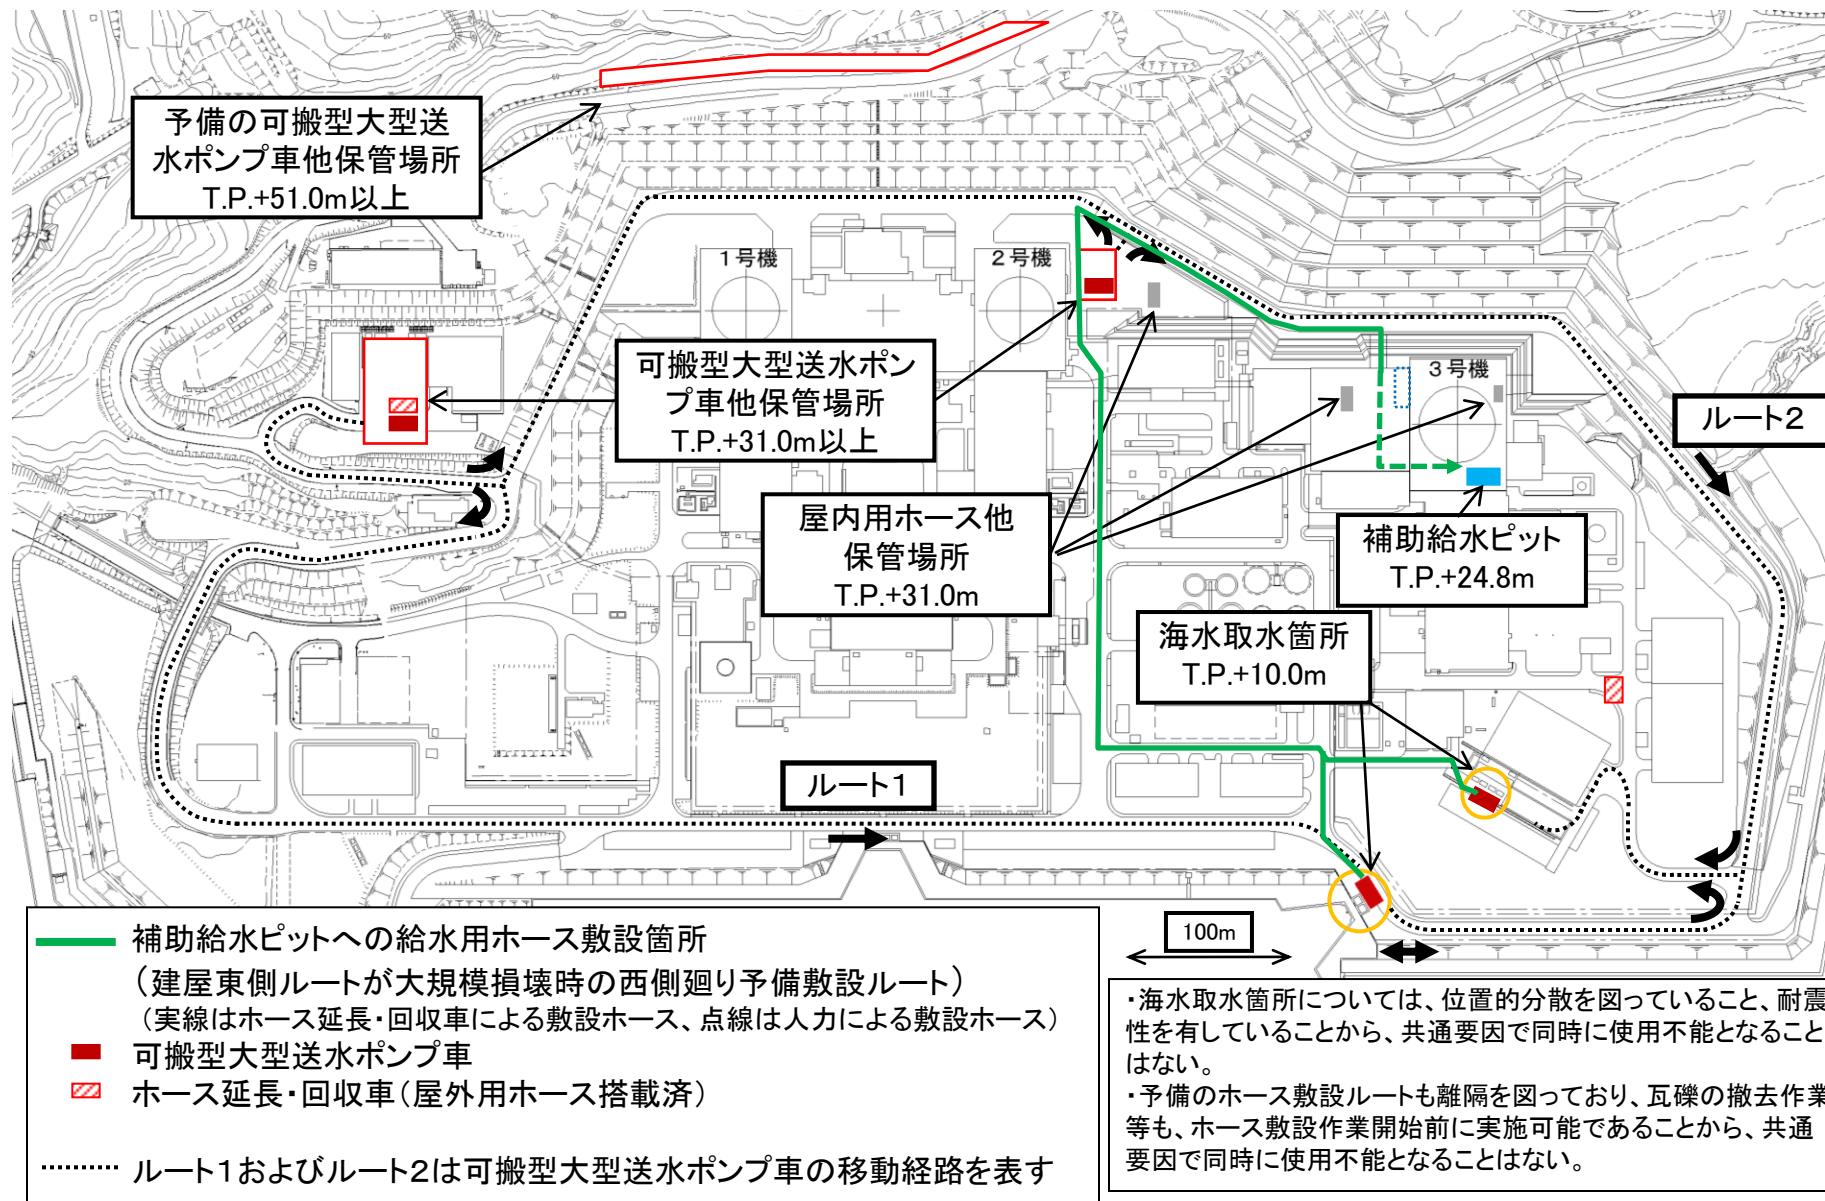 予備の可搬型大型送
水ポンプ車他保管場所
T.P.+51.0m以上
1号機
2号機
可搬型大型送水ポン
プ車他保管場所
T.P.+31.0m以上
3号機
ルート2
屋内用ホース他
保管場所
T.P.+31.0m
補助給水ピット
T.P.+24.8m
海水取水箇所
T.P.+10.0m
ルート1
100m
補助給水ピットへの給水用ホース敷設箇所
（建屋東側ルートが大規模損壊時の西側廻り予備敷設ルート）
（実線はホース延長・回収車による敷設ホース、点線は人力による敷設ホース）
可搬型大型送水ポンプ車
ホース延長・回収車（屋外用ホース搭載済）
ルート1およびルート2は可搬型大型送水ポンプ車の移動経路を表す
・海水取水箇所については、位置的分散を図っていること、耐震
性を有していることから、共通要因で同時に使用不能となること
はない。
・予備のホース敷設ルートも離隔を図っており、瓦礫の撤去作業
等も、ホース敷設作業開始前に実施可能であることから、共通
要因で同時に使用不能となることはない。